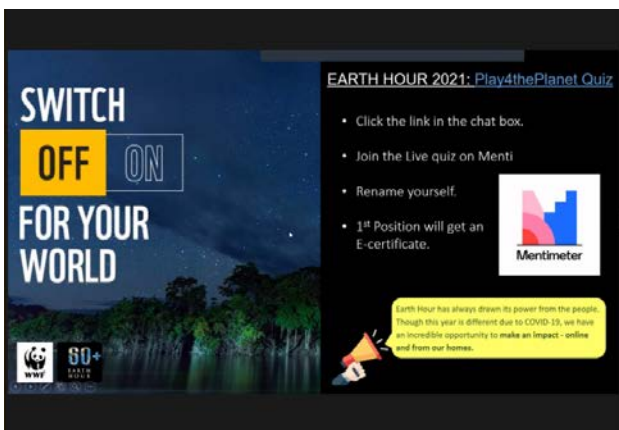 SWITCH
OFF ON
FOR YOUR
WORLD
WWF
60+
EARTH
HOUR
EARTH HOUR 2021: Play4thePlanet Quiz
• Click the link in the chat box.
• Join the Live quiz on Menti
• Rename yourself.
• 1st Position will get an
E-certificate.
Mentimeter
Earth Hour has always drawn its power from the people.
Though this year is different due to COVID-19, we have
an incredible opportunity to make an impact - online
and from our homes.